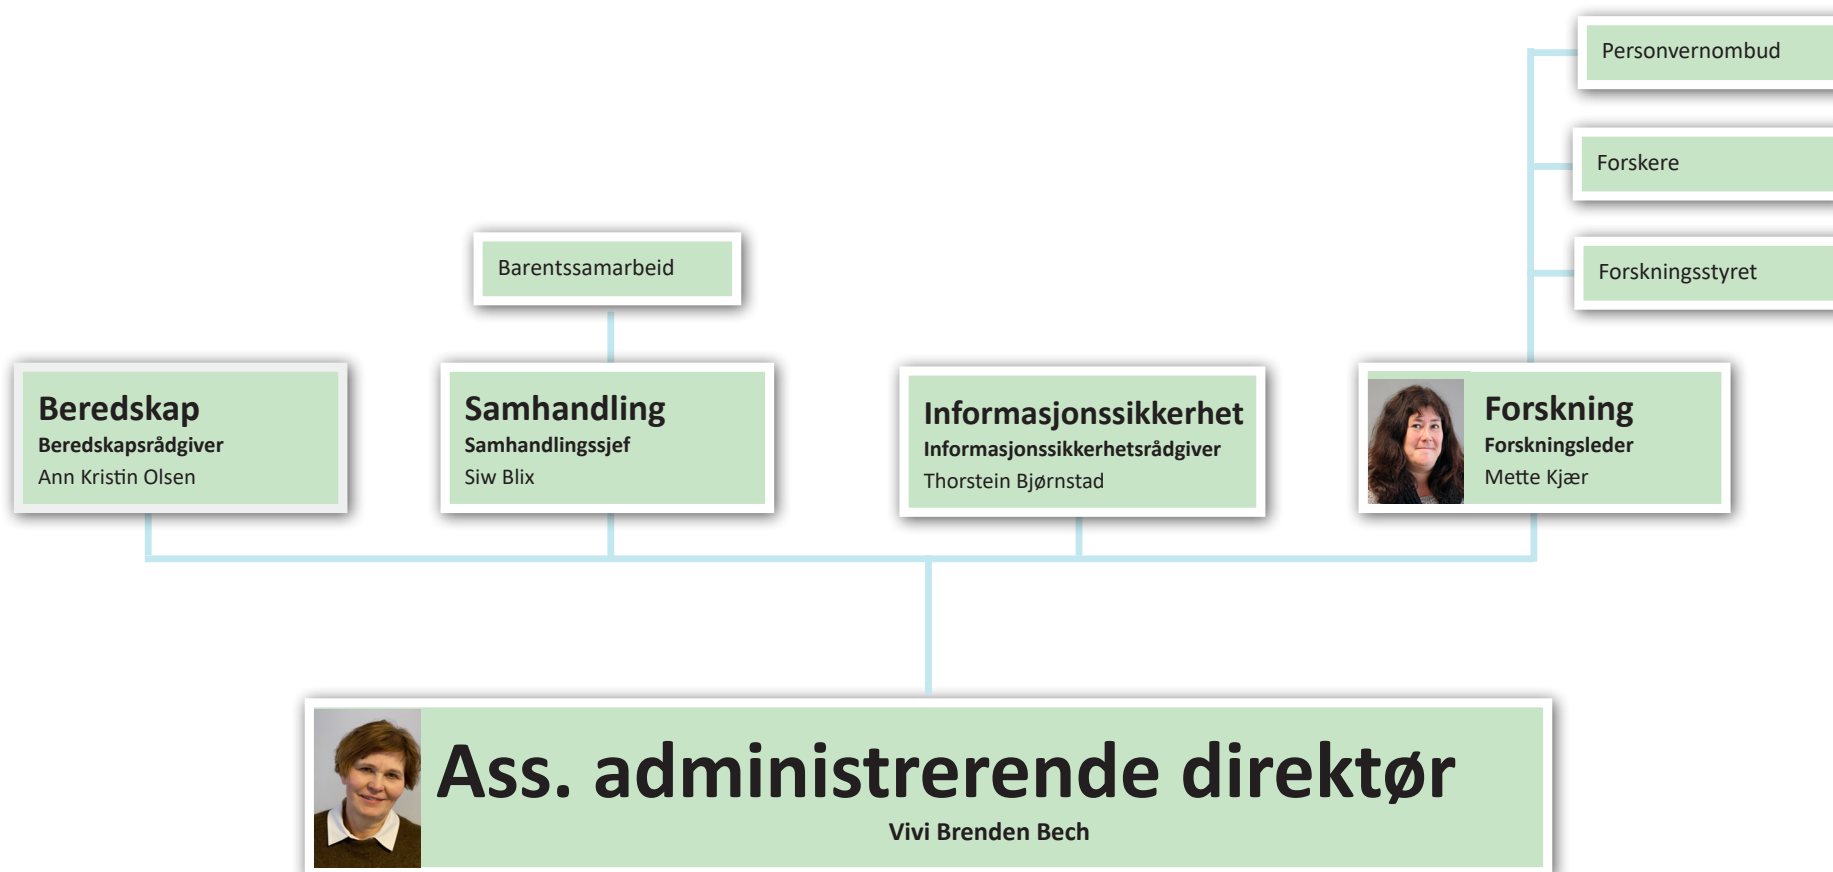 Personvernombud
Forskere
Forskningsstyret
Barentssamarbeid
Beredskap
Beredskapsrådgiver
Ann Kristin Olsen
Samhandling
Samhandlingssjef
Siw Blix
Informasjonssikkerhet
Informasjonssikkerhetsrådgiver
Thorstein Bjørnstad
Forskning
Forskningsleder
Mette Kjær
Ass. administrerende direktør
Vivi Brenden Bech